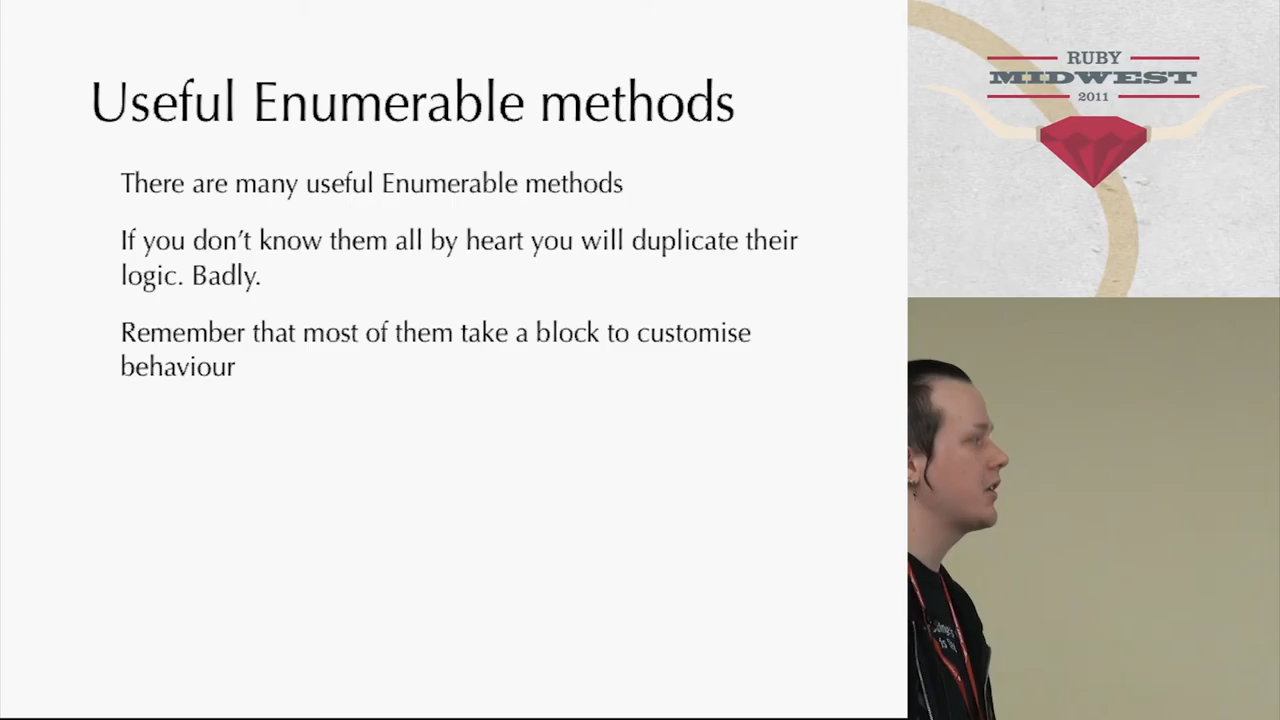 Useful Enumerable methods
There are many useful Enumerable methods
If you don’t know them all by heart you will duplicate their
logic. Badly.
Remember that most of them take a block to customise
behaviour
RUBY
MIDWEST
2011